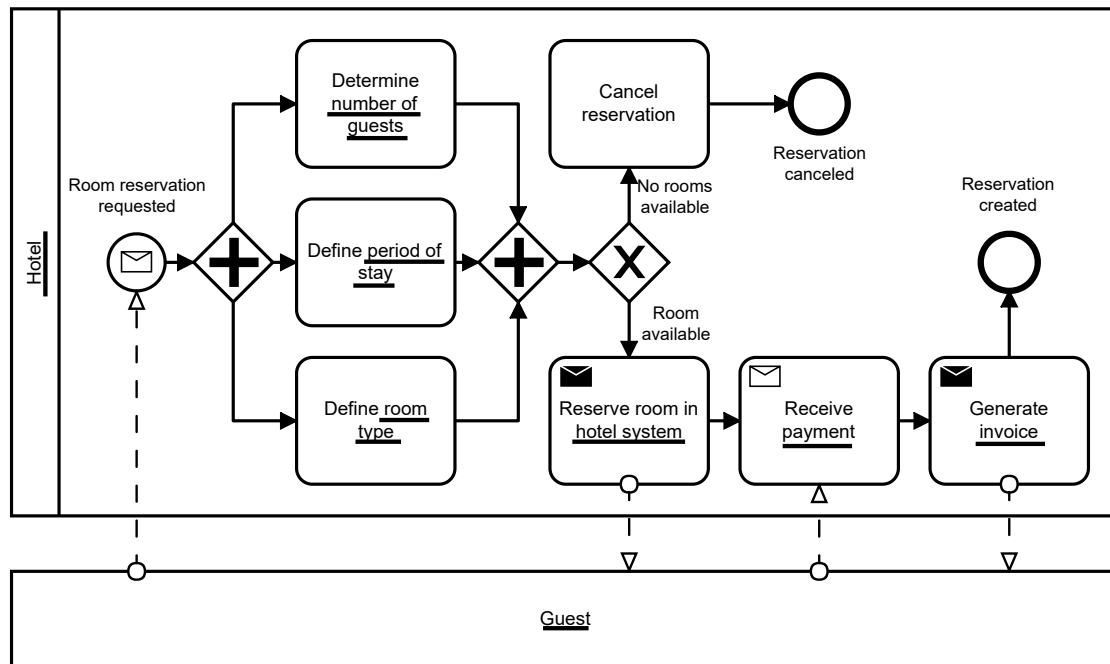 Hotel
Room reservation
requested
Determine
number of
guests
Define period of
stay
Define room
type
Cancel
reservation
Reservation
canceled
No rooms
available
Room
available
Reserve room in
hotel system
Receive
payment
Generate
invoice
Reservation
created
Guest